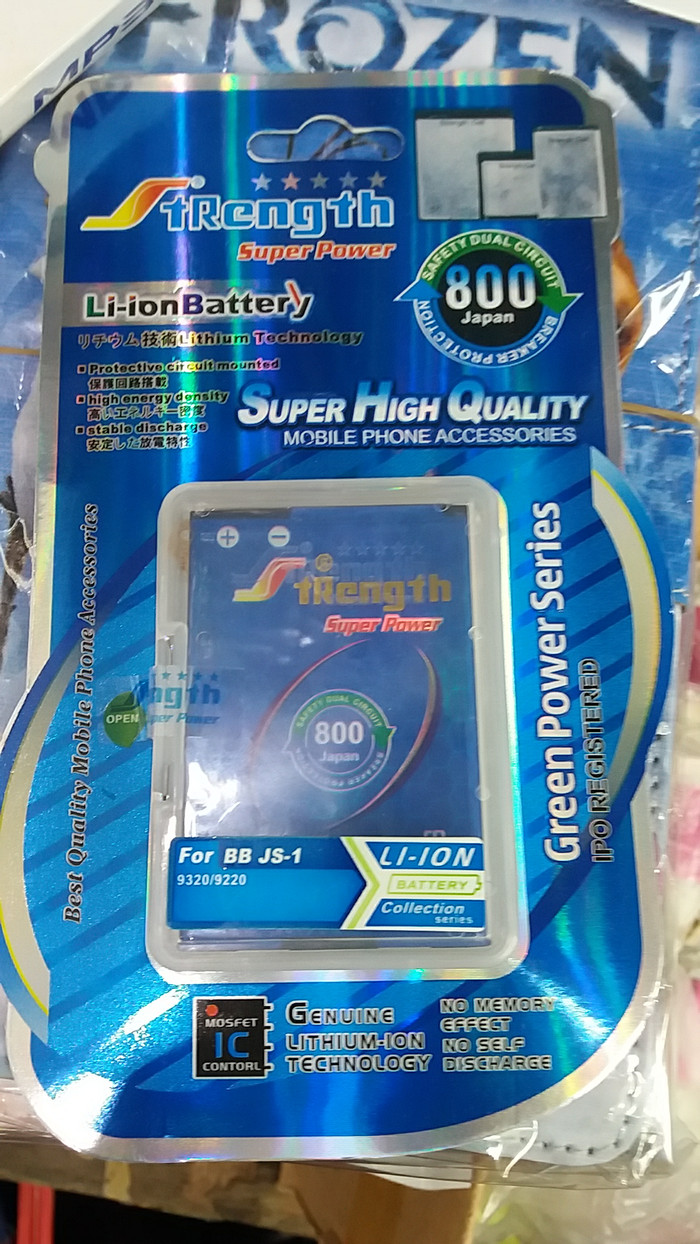 FROZEN
MP3
StRength
Super Power
Li-ionBattery
リチウム技術Lithium Technology
SAFETY DUAL CIRCUIT
800
Japan
BREAKER PROTECTION
Protective circuit mounted
保護回路搭載
high energy density
高いエネルギー密度
stable discharge
安定した放電特性
SUPER HIGH QUALITY
MOBILE PHONE ACCESSORIES
Best Quality Mobile Phone Accessories
Green Power Series
IPO REGISTERED
+ −
StRength
Super Power
SAFETY DUAL CIRCUIT
800
Japan
BREAKER PROTECTION
OPEN
For BB JS-1
9320/9220
LI-ION
BATTERY
Collection
series
MOSFET
IC
CONTORL
GENUINE
LITHIUM-ION
TECHNOLOGY
NO MEMORY
EFFECT
NO SELF
DISCHARGE